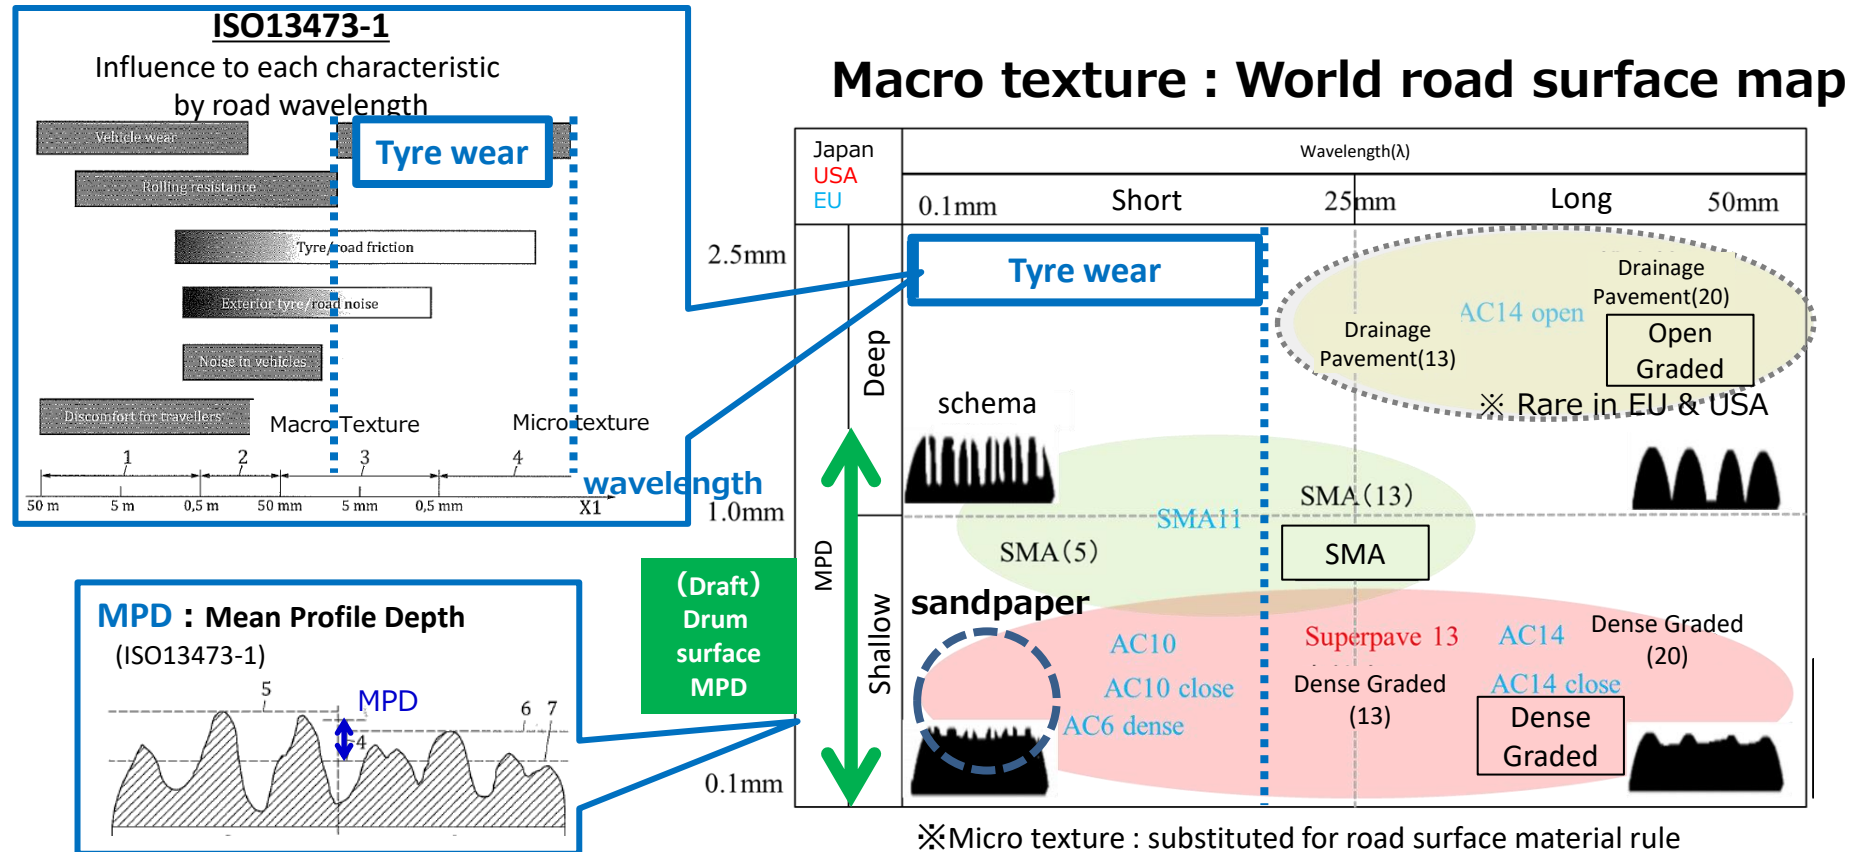 ISO13473-1
Influence to each characteristic
by road wavelength
Vehicle wear
Tyre wear
Rolling resistance
Tyre/road friction
Exterior tyre/road noise
Noise in vehicles
Discomfort for travellers
Macro Texture
Micro texture
1
2
3
4
wavelength
50 m
5 m
0,5 m
50 mm
5 mm
0,5 mm
X1
MPD：Mean Profile Depth
(ISO13473-1)
5
MPD
6
7
4
Macro texture : World road surface map
Japan
USA
EU
Wavelength(λ)
0.1mm
Short
25mm
Long
50mm
2.5mm
1.0mm
0.1mm
Deep
Shallow
MPD
（Draft）
Drum
surface
MPD
Tyre wear
Drainage
Pavement(20)
AC14 open
Drainage
Pavement(13)
Open
Graded
※ Rare in EU & USA
schema
SMA（13）
SMA11
SMA（5）
SMA
sandpaper
AC10
Superpave 13
AC14
Dense Graded
(20)
AC10 close
Dense Graded
(13)
AC14 close
AC6 dense
Dense
Graded
※Micro texture : substituted for road surface material rule